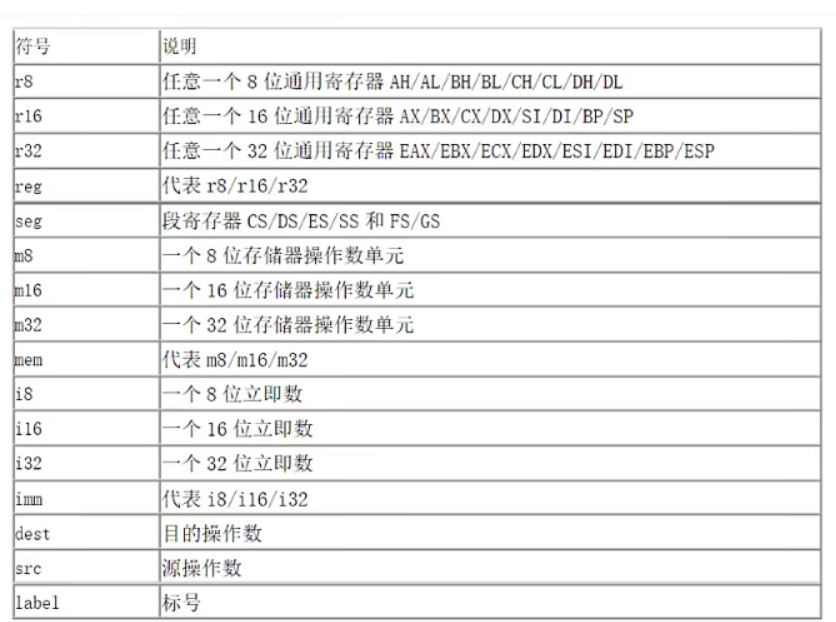 符号 说明
r8 任意一个 8 位通用寄存器 AH/AL/BH/BL/CH/CL/DH/DL
r16 任意一个 16 位通用寄存器 AX/BX/CX/DX/SI/DI/BP/SP
r32 任意一个 32 位通用寄存器 EAX/EBX/ECX/EDX/ESI/EDI/EBP/ESP
reg 代表 r8/r16/r32
seg 段寄存器 CS/DS/ES/SS 和 FS/GS
m8 一个 8 位存储器操作数单元
m16 一个 16 位存储器操作数单元
m32 一个 32 位存储器操作数单元
mem 代表 m8/m16/m32
i8 一个 8 位立即数
i16 一个 16 位立即数
i32 一个 32 位立即数
imm 代表 i8/i16/i32
dest 目的操作数
src 源操作数
label 标号